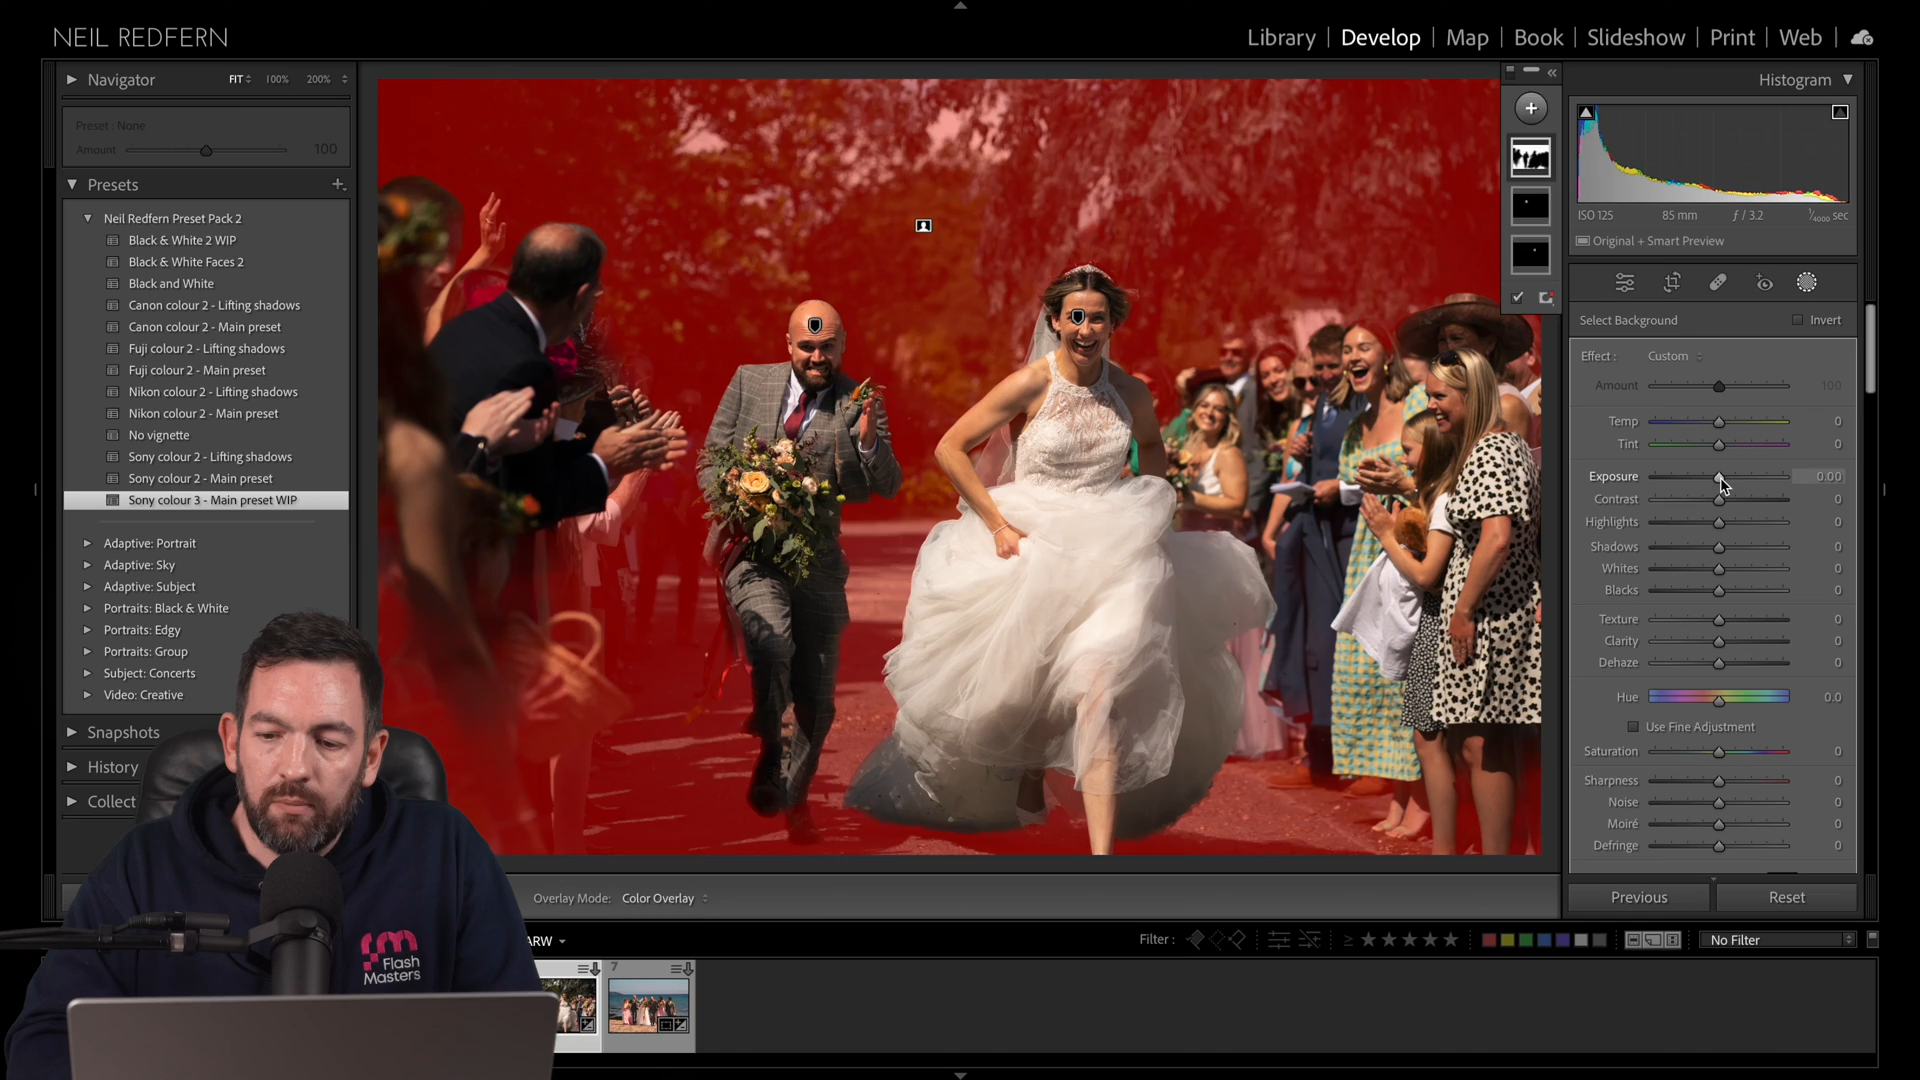 NEIL REDFERN
Library | Develop | Map | Book | Slideshow | Print | Web
Navigator FIT 100% 200%
Preset : None
Amount 100
Presets
Neil Redfern Preset Pack 2
Black & White 2 WIP
Black & White Faces 2
Black and White
Canon colour 2 - Lifting shadows
Canon colour 2 - Main preset
Fuji colour 2 - Lifting shadows
Fuji colour 2 - Main preset
Nikon colour 2 - Lifting shadows
Nikon colour 2 - Main preset
No vignette
Sony colour 2 - Lifting shadows
Sony colour 2 - Main preset
Sony colour 3 - Main preset WIP
Adaptive: Portrait
Adaptive: Sky
Adaptive: Subject
Portraits: Black & White
Portraits: Edgy
Portraits: Group
Subject: Concerts
Video: Creative
Snapshots
History
Collect
Flash
Masters
Histogram
ISO 125 85 mm ƒ / 3.2 1/4000 sec
Original + Smart Preview
Select Background Invert
Effect : Custom
Amount 100
Temp 0
Tint 0
Exposure 0.00
Contrast 0
Highlights 0
Shadows 0
Whites 0
Blacks 0
Texture 0
Clarity 0
Dehaze 0
Hue 0.0
Use Fine Adjustment
Saturation 0
Sharpness 0
Noise 0
Moiré 0
Defringe 0
Previous Reset
Overlay Mode: Color Overlay
ARW
Filter : ≥ No Filter
7